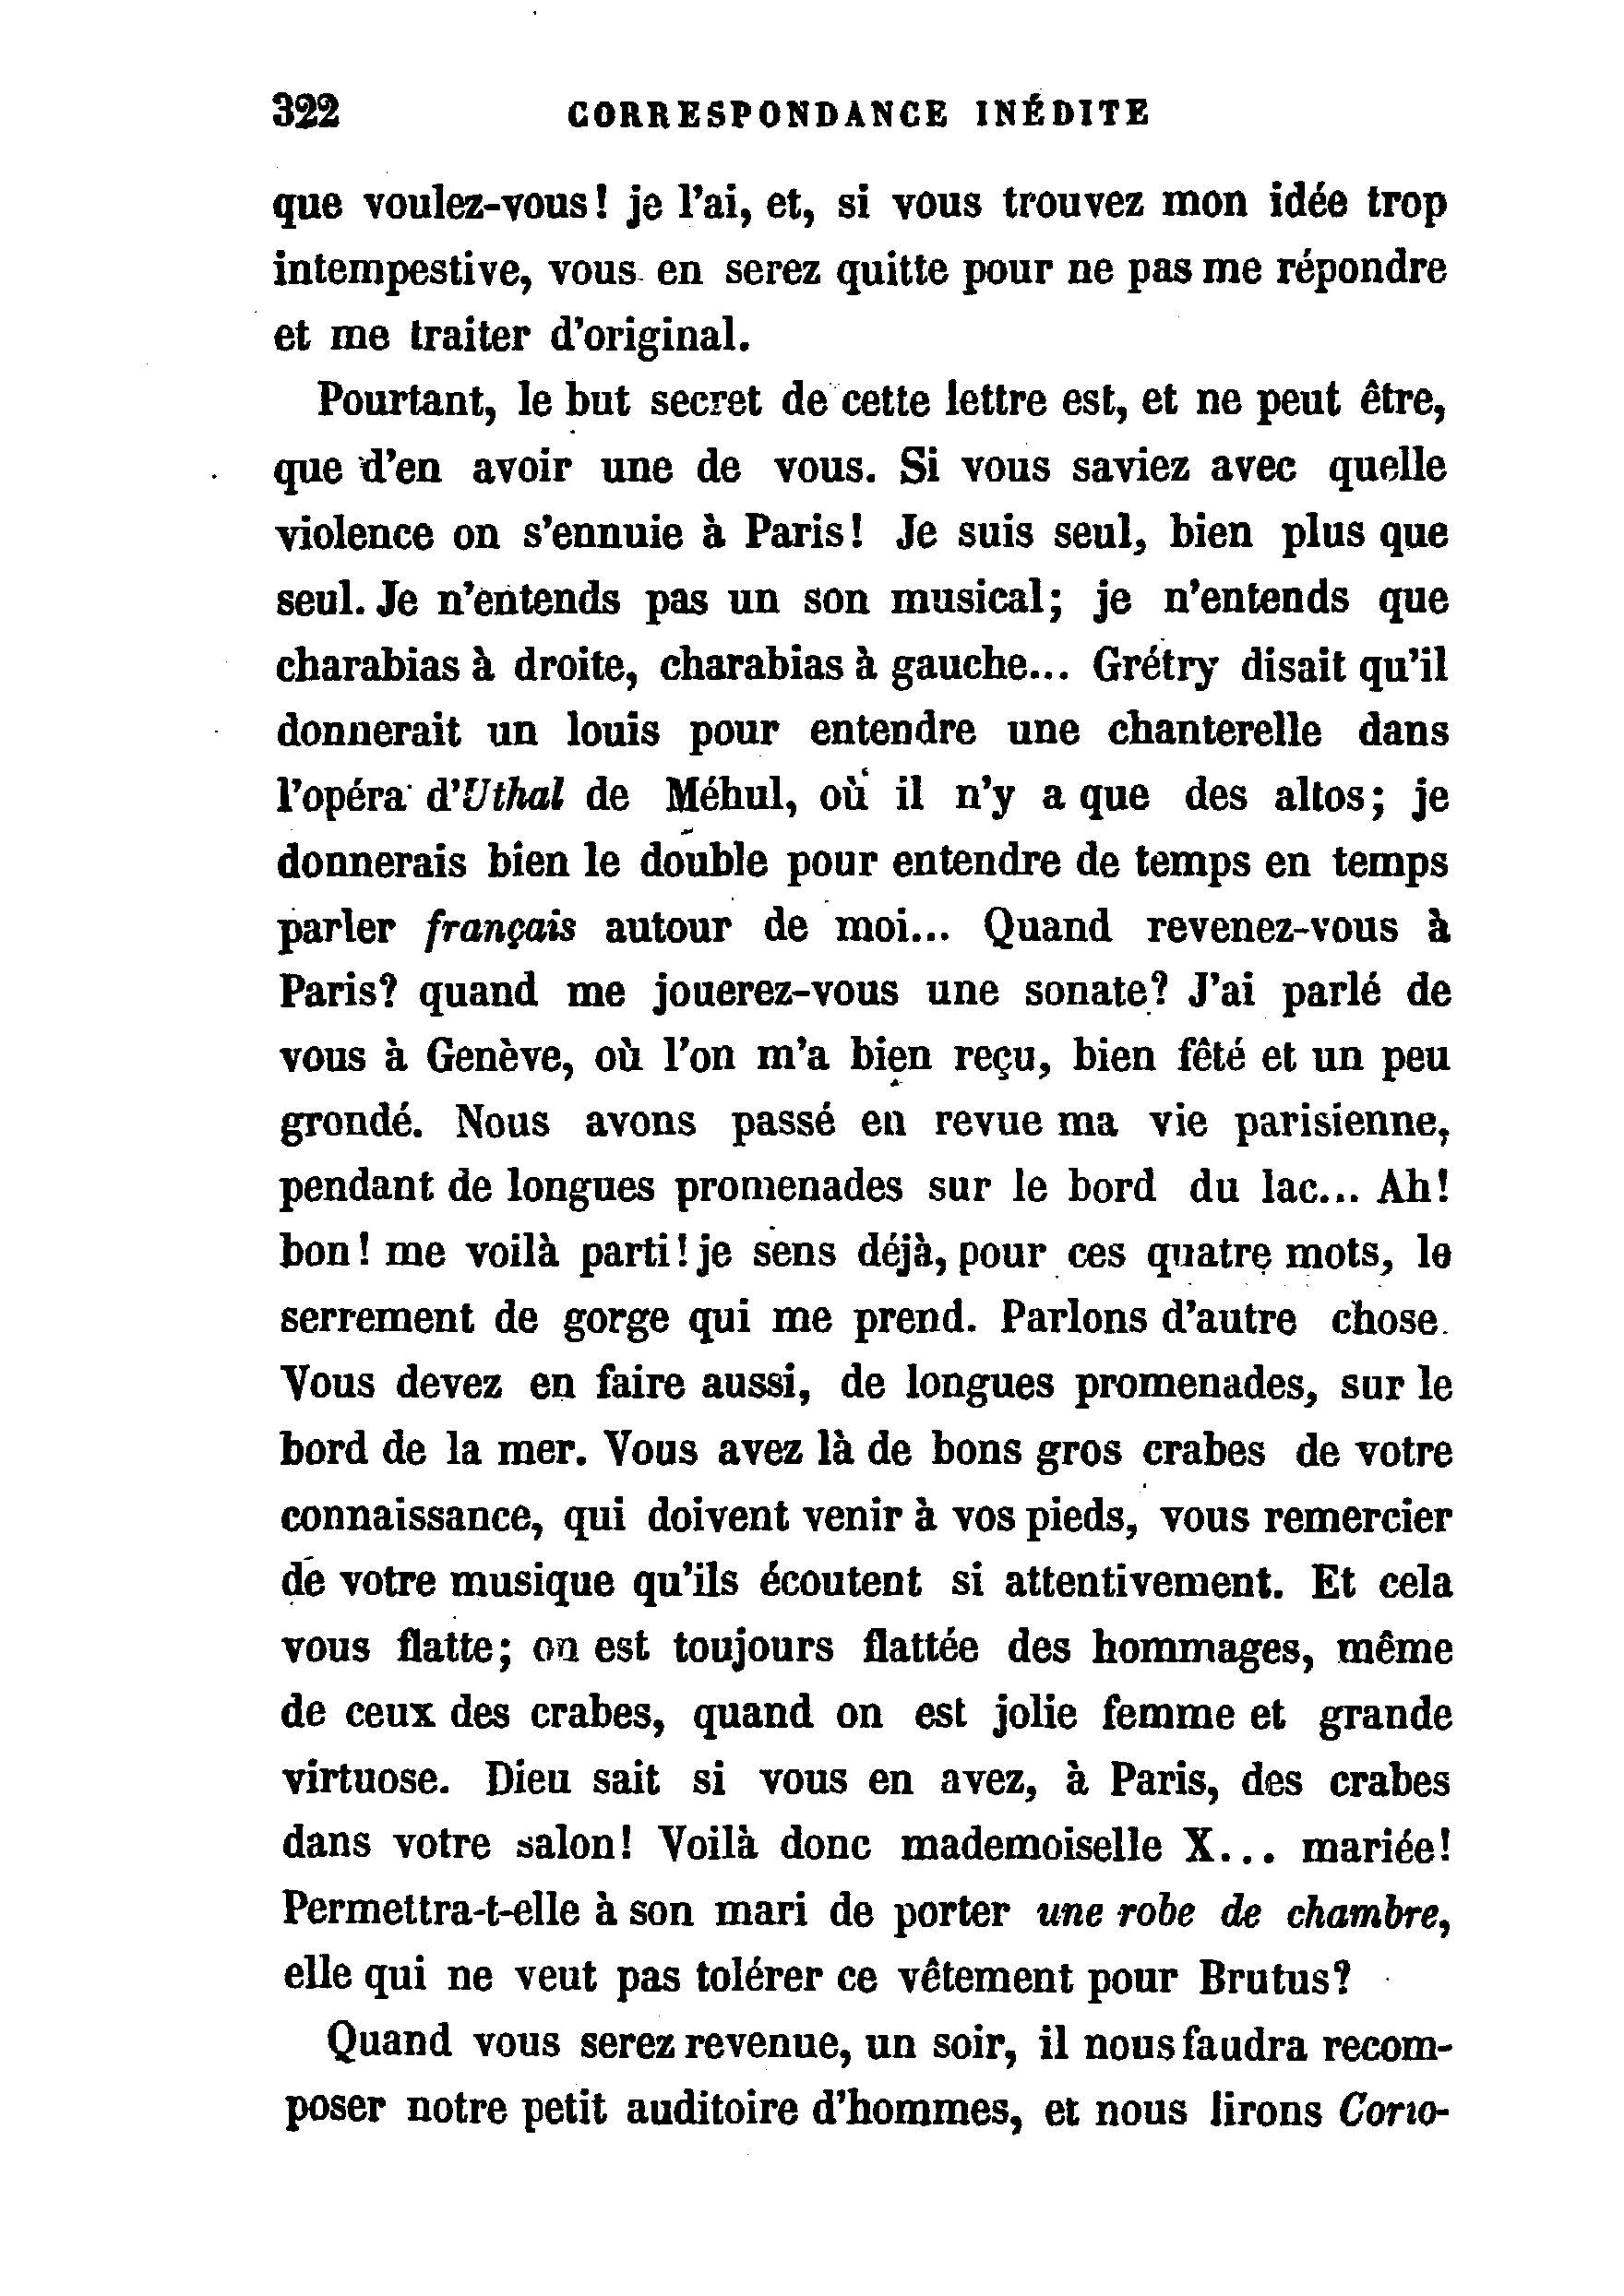 322 CORRESPONDANCE INÉDITE
que voulez-vous! je l'ai, et, si vous trouvez mon idée trop
intempestive, vous en serez quitte pour ne pas me répondre
et me traiter d'original.
Pourtant, le but secret de cette lettre est, et ne peut être,
que d'en avoir une de vous. Si vous saviez avec quelle
violence on s'ennuie à Paris! Je suis seul, bien plus que
seul. Je n'entends pas un son musical; je n'entends que
charabias à droite, charabias à gauche... Grétry disait qu'il
donnerait un louis pour entendre une chanterelle dans
l'opéra d'Uthal de Méhul, où il n'y a que des altos; je
donnerais bien le double pour entendre de temps en temps
parler français autour de moi... Quand revenez-vous à
Paris? quand me jouerez-vous une sonate? J'ai parlé de
vous à Genève, où l'on m'a bien reçu, bien fêté et un peu
grondé. Nous avons passé en revue ma vie parisienne,
pendant de longues promenades sur le bord du lac... Ah!
bon! me voilà parti! je sens déjà, pour ces quatre mots, le
serrement de gorge qui me prend. Parlons d'autre chose.
Vous devez en faire aussi, de longues promenades, sur le
bord de la mer. Vous avez là de bons gros crabes de votre
connaissance, qui doivent venir à vos pieds, vous remercier
de votre musique qu'ils écoutent si attentivement. Et cela
vous flatte; on est toujours flattée des hommages, même
de ceux des crabes, quand on est jolie femme et grande
virtuose. Dieu sait si vous en avez, à Paris, des crabes
dans votre salon! Voilà donc mademoiselle X... mariée!
Permettra-t-elle à son mari de porter une robe de chambre,
elle qui ne veut pas tolérer ce vêtement pour Brutus?
Quand vous serez revenue, un soir, il nous faudra recom-
poser notre petit auditoire d'hommes, et nous lirons Corio-